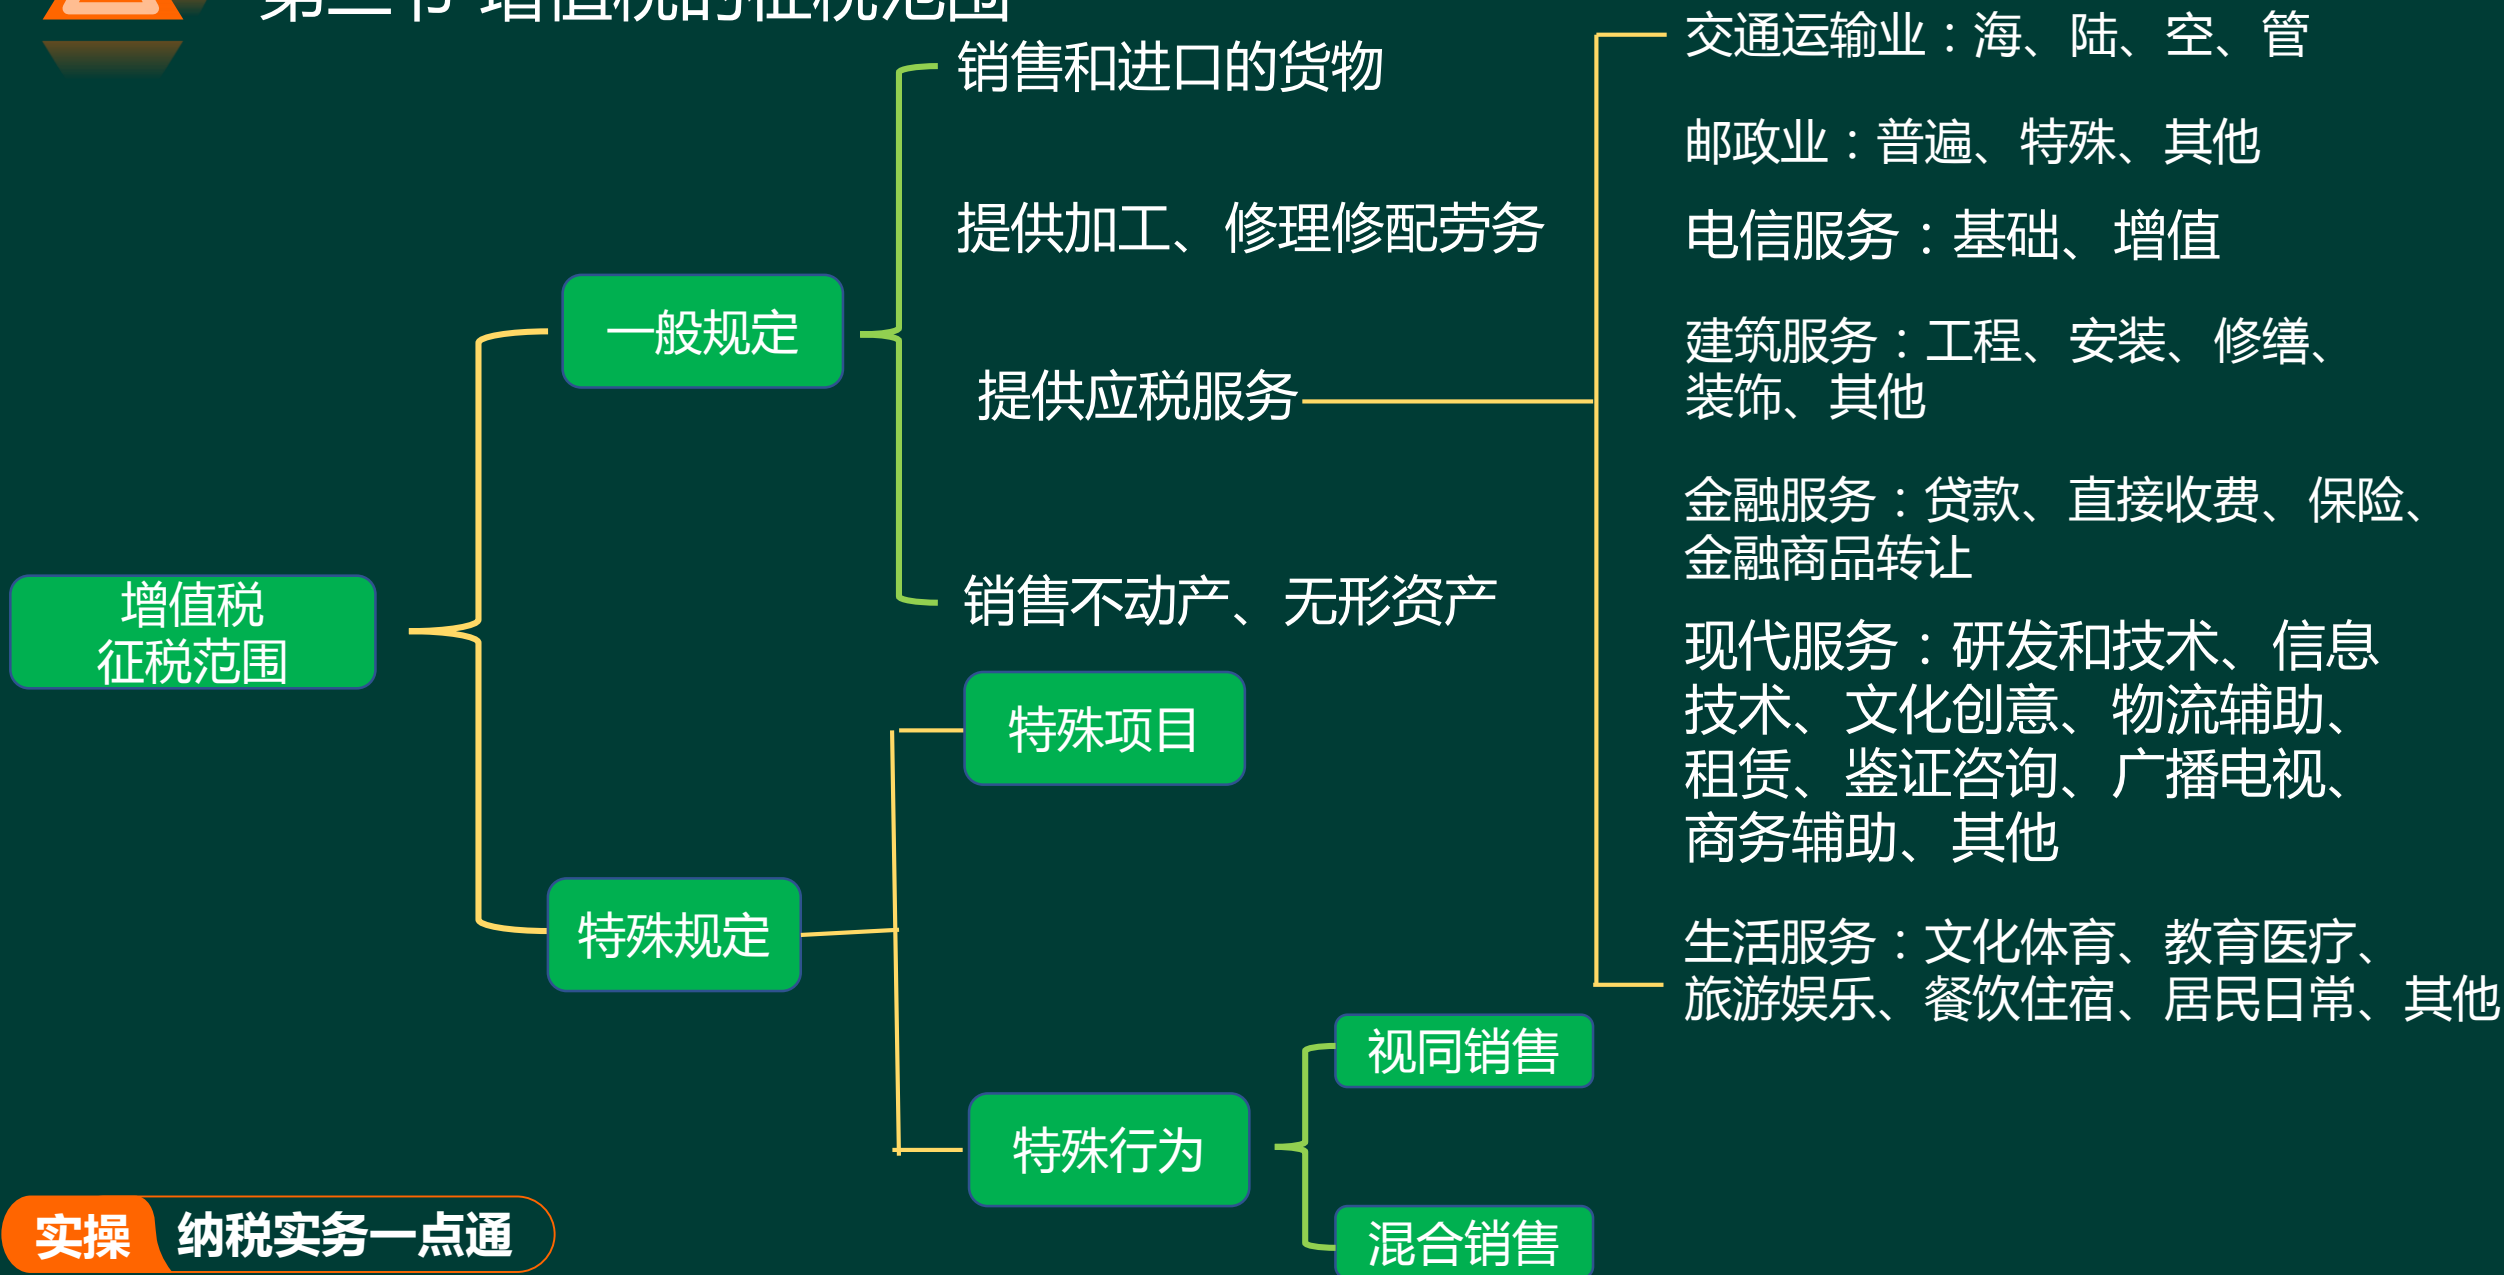 增值税的征税范围
销售和进口的货物
提供加工、修理修配劳务
一般规定
提供应税服务
销售不动产、无形资产
增值税
征税范围
特殊项目
特殊规定
特殊行为
视同销售
混合销售
交通运输业：海、陆、空、管
邮政业：普遍、特殊、其他
电信服务：基础、增值
建筑服务：工程、安装、修缮、
装饰、其他
金融服务：贷款、直接收费、保险、
金融商品转让
现代服务：研发和技术、信息
技术、文化创意、物流辅助、
租赁、鉴证咨询、广播电视、
商务辅助、其他
生活服务：文化体育、教育医疗、
旅游娱乐、餐饮住宿、居民日常、其他
实操 纳税实务一点通